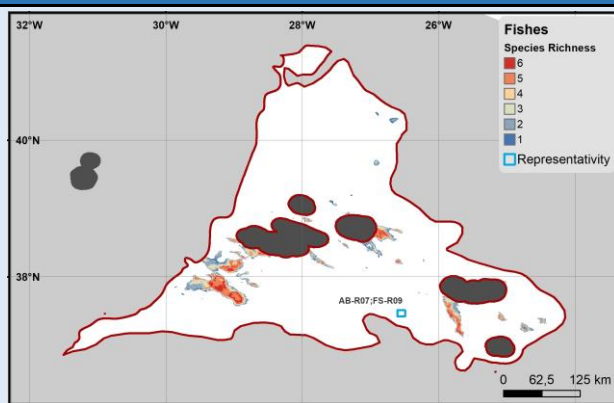 32°W 30°W 28°W 26°W
Fishes
Species Richness
6
5
4
3
2
1
Representativity
40°N
38°N
AB-R07;FS-R09
0 62,5 125 km